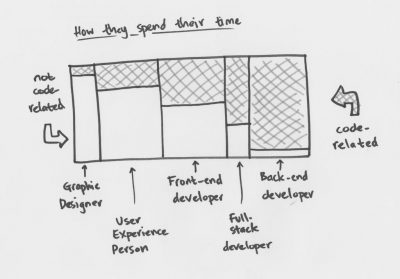 How they spend their time
not
code-
related
code-
related
Graphic
Designer
User
Experience
Person
Front-end
developer
Full-
stack
developer
Back-end
developer